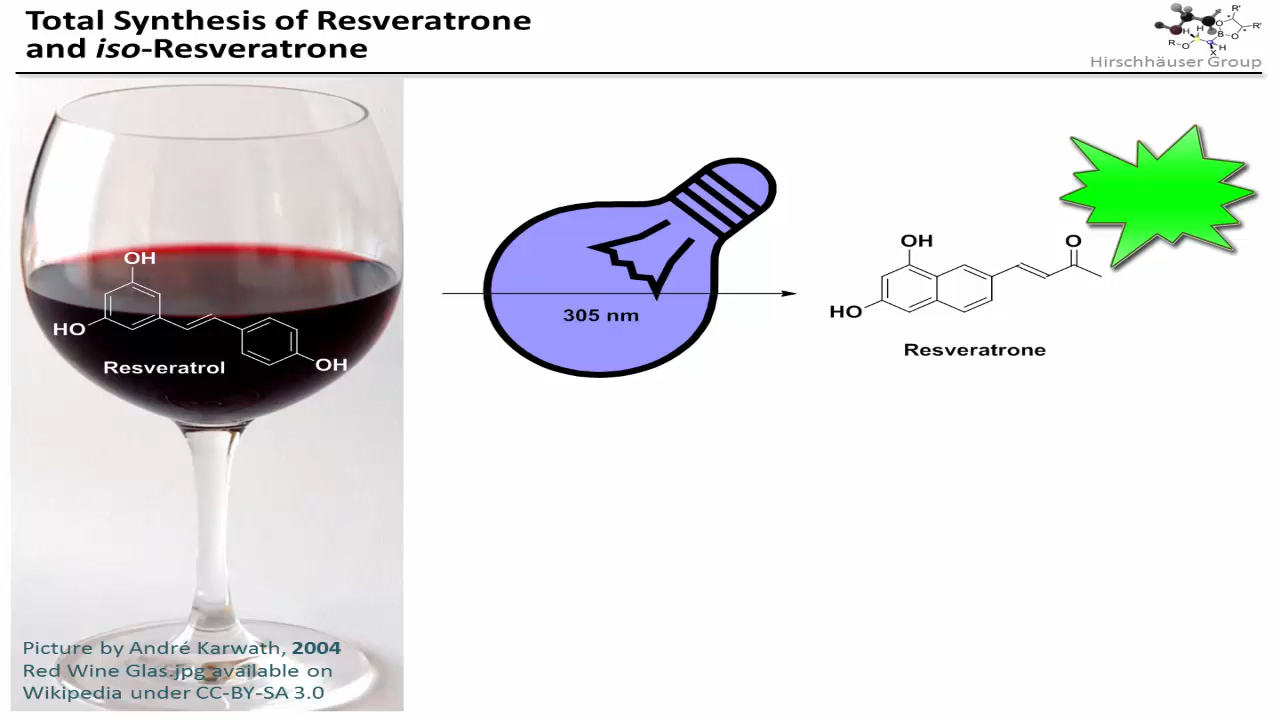 Total Synthesis of Resveratrone
and iso-Resveratrone
R'
R'
O
B
O
H
H
R
O
H
X
Hirschhäuser Group
OH
HO
Resveratrol
OH
305 nm
OH
O
HO
Resveratrone
Picture by André Karwath, 2004
Red Wine Glas.jpg available on
Wikipedia under CC-BY-SA 3.0